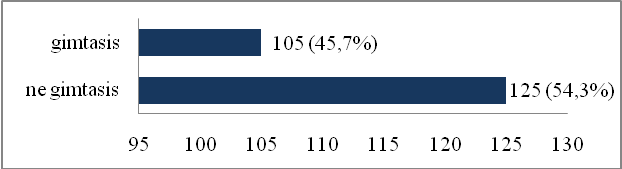 gimtasis 105 (45,7%)
ne gimtasis 125 (54,3%)
95 100 105 110 115 120 125 130